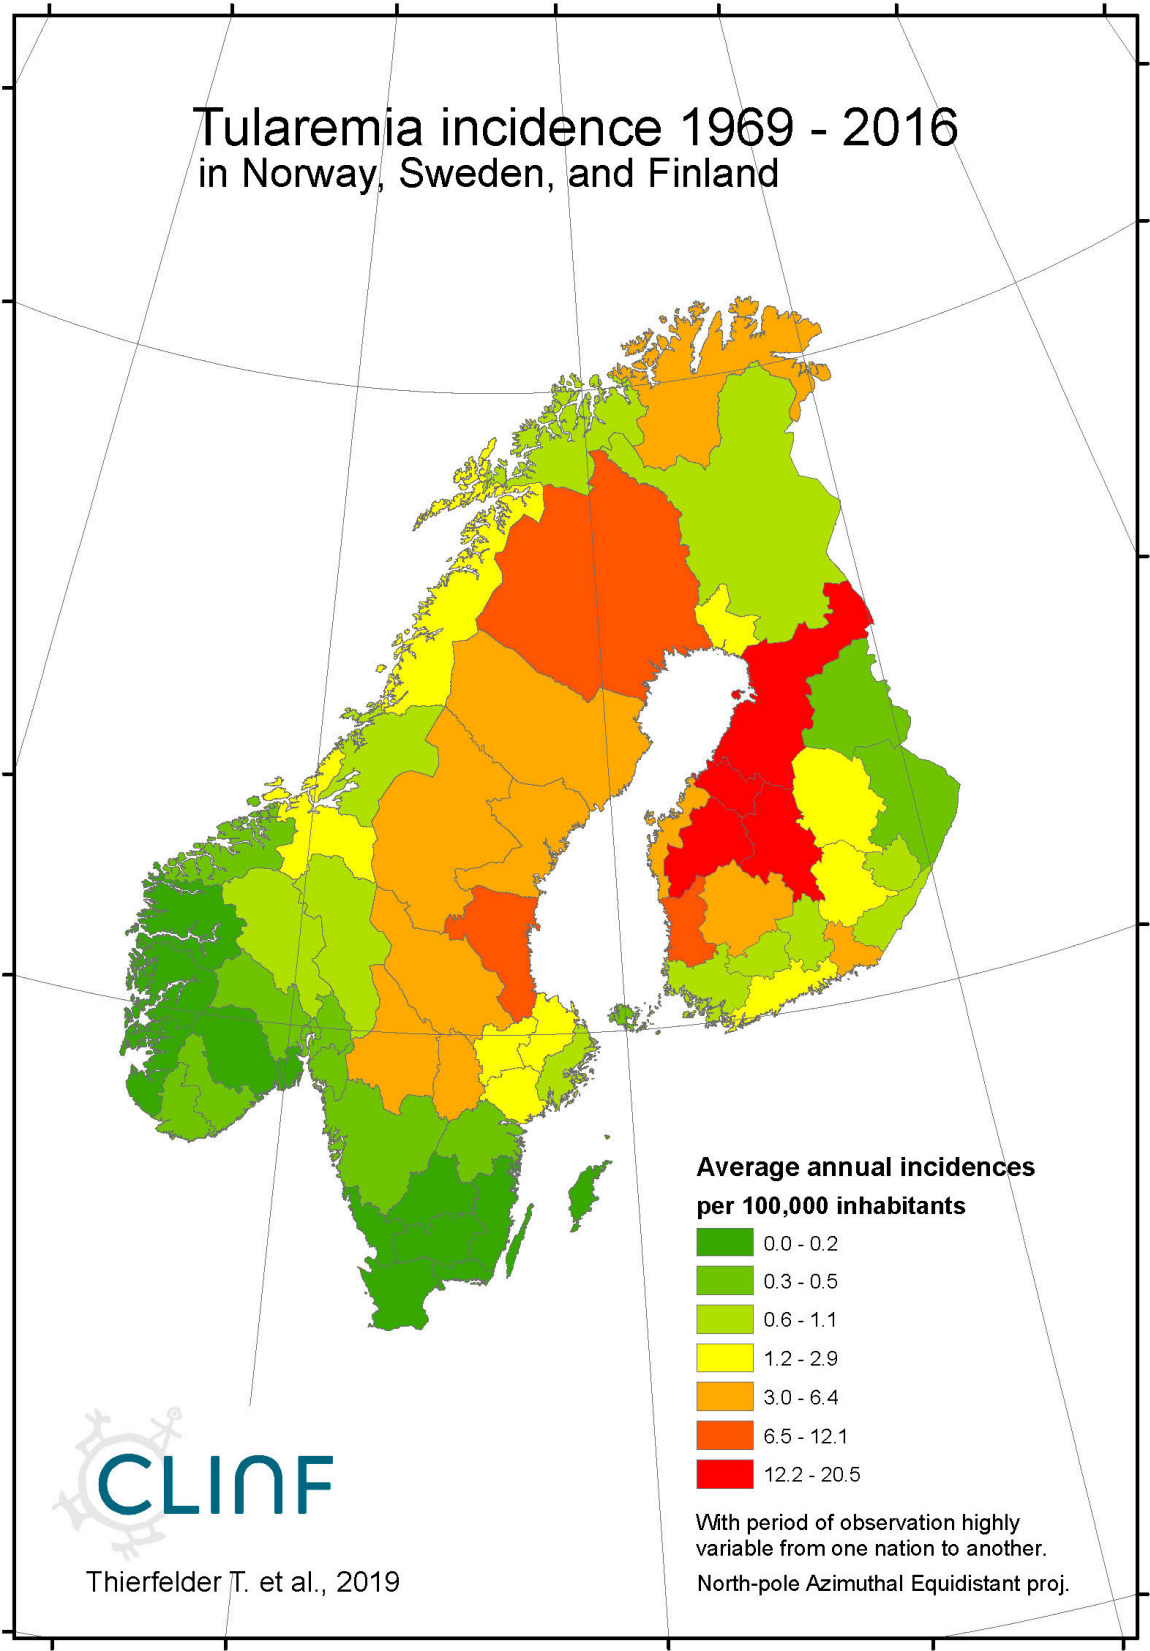 Tularemia incidence 1969 - 2016
in Norway, Sweden, and Finland
Average annual incidences
per 100,000 inhabitants
0.0 - 0.2
0.3 - 0.5
0.6 - 1.1
1.2 - 2.9
3.0 - 6.4
6.5 - 12.1
12.2 - 20.5
With period of observation highly
variable from one nation to another.
North-pole Azimuthal Equidistant proj.
CLINF
Thierfelder T. et al., 2019